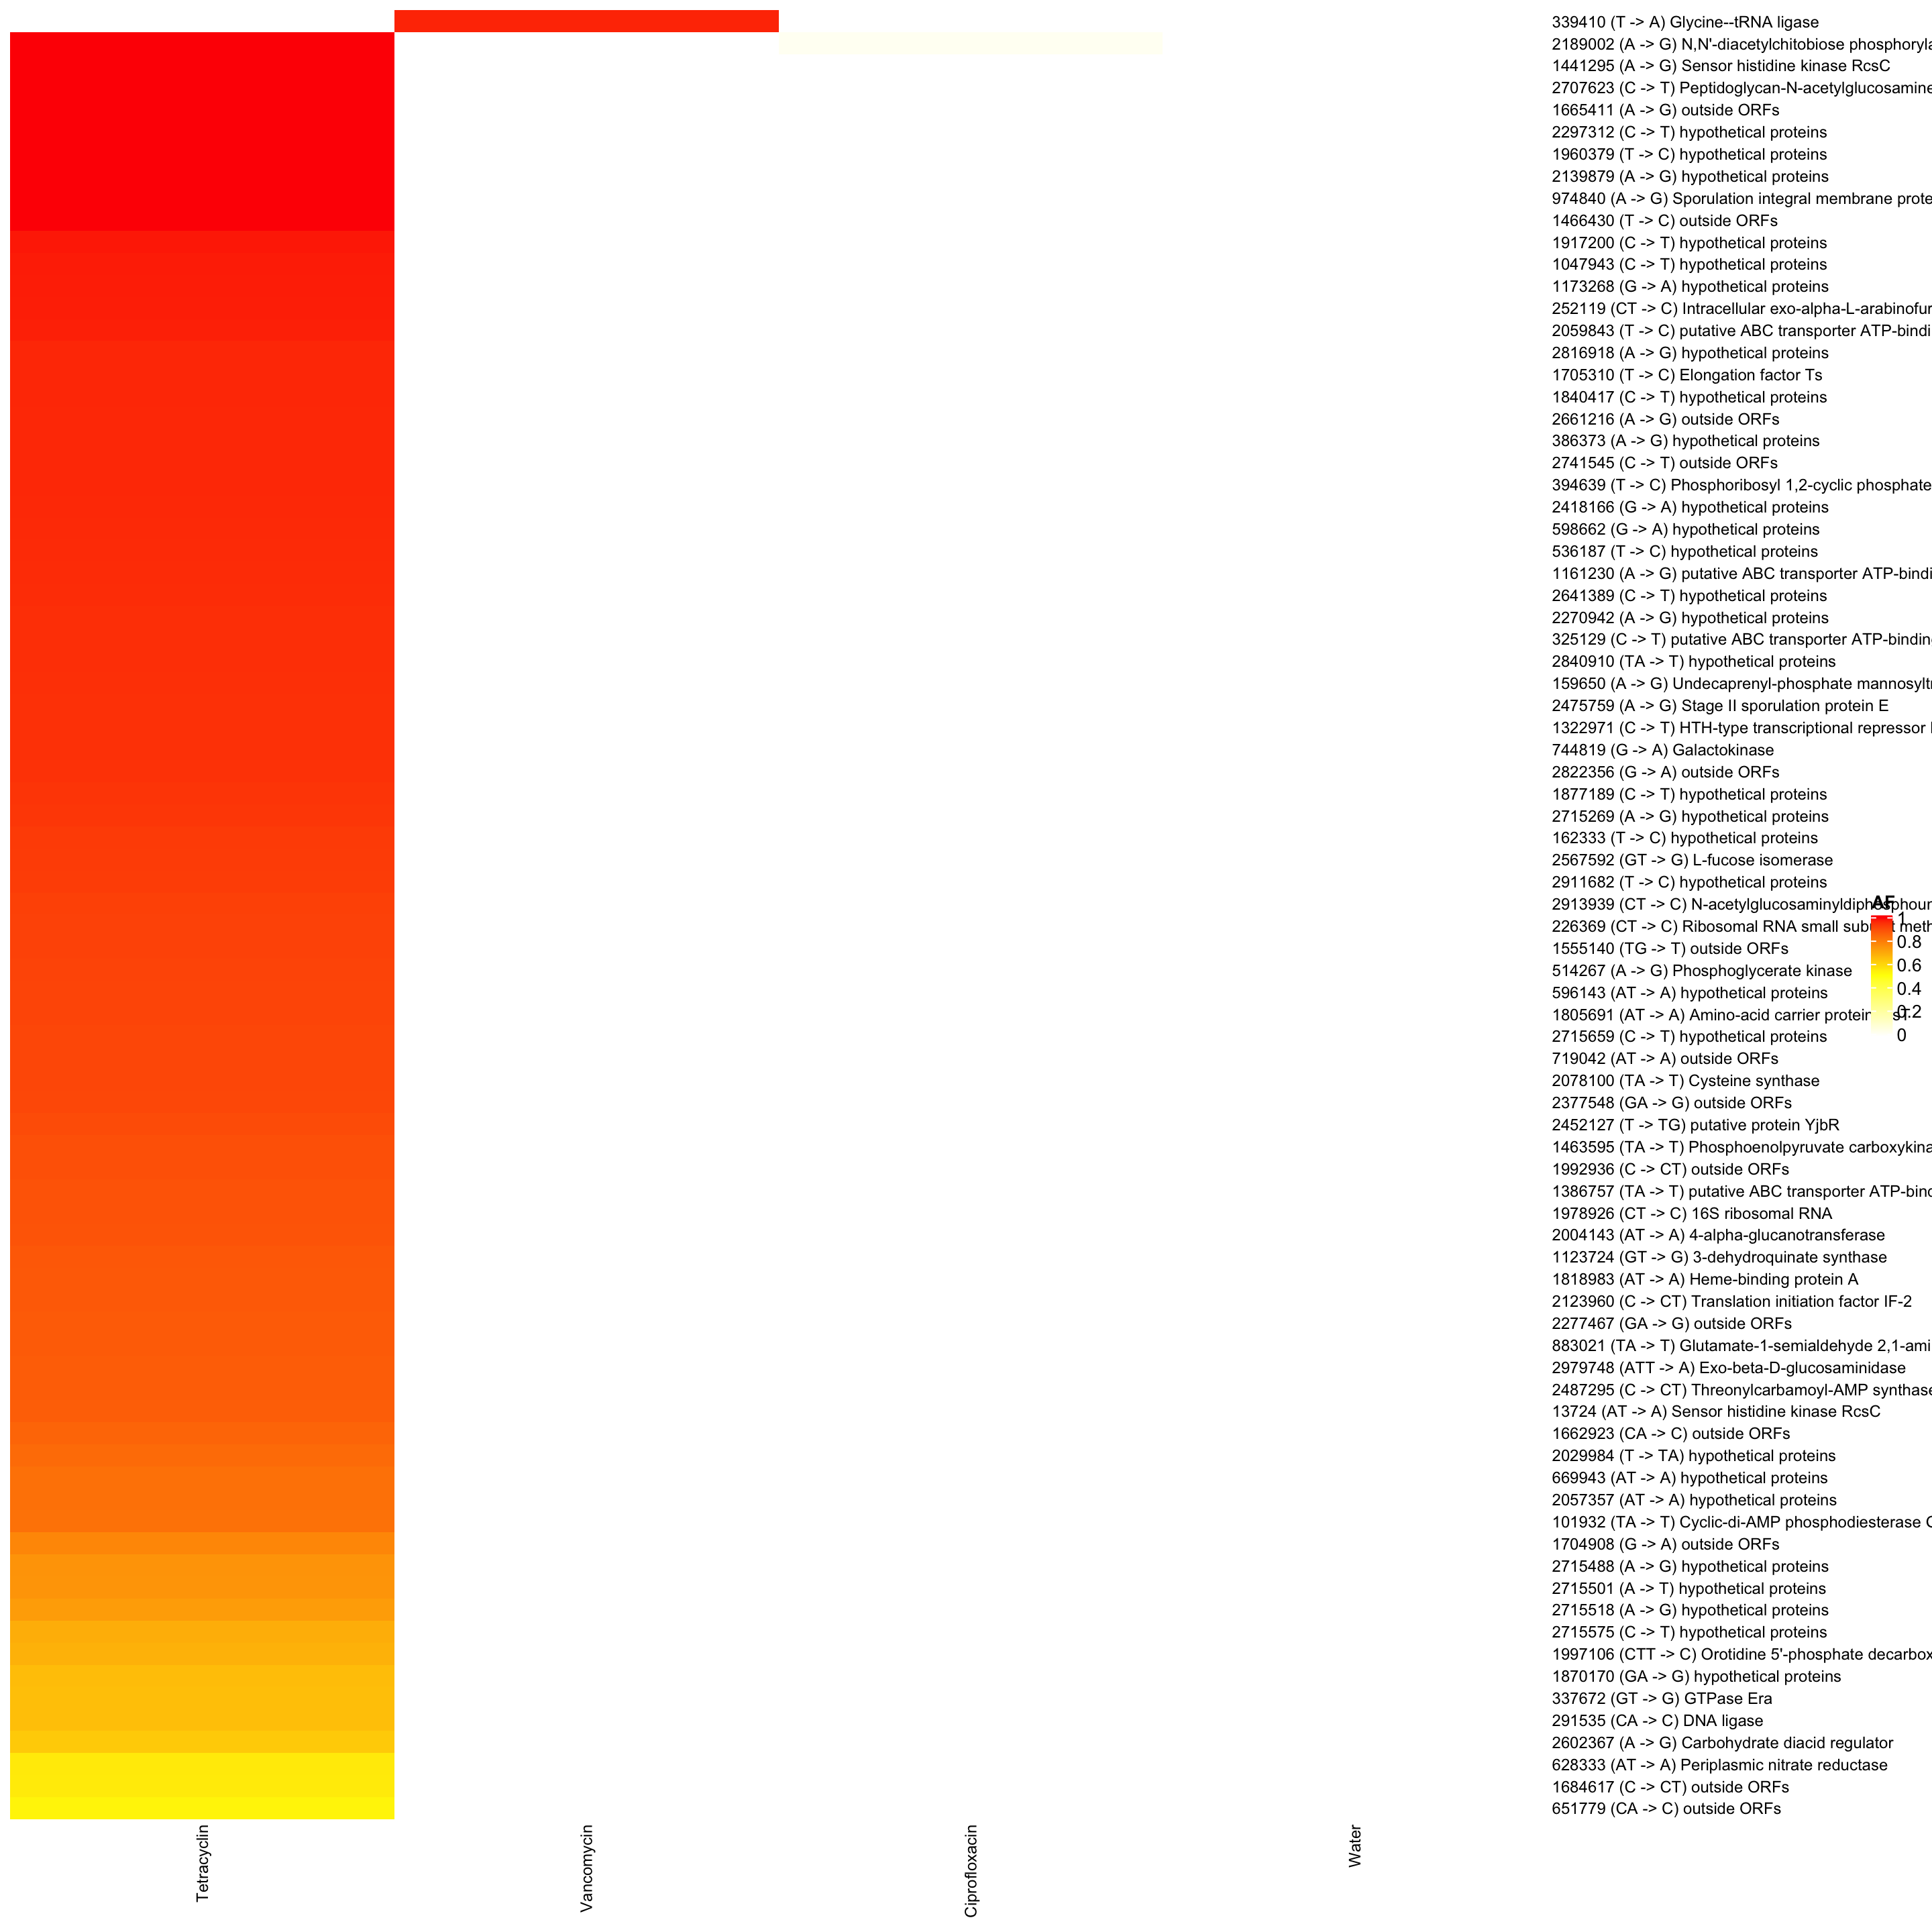 339410 (T -> A) Glycine--tRNA ligase
2189002 (A -> G) N,N'-diacetylchitobiose phosphoryla
1441295 (A -> G) Sensor histidine kinase RcsC
2707623 (C -> T) Peptidoglycan-N-acetylglucosamine
1665411 (A -> G) outside ORFs
2297312 (C -> T) hypothetical proteins
1960379 (T -> C) hypothetical proteins
2139879 (A -> G) hypothetical proteins
974840 (A -> G) Sporulation integral membrane prote
1466430 (T -> C) outside ORFs
1917200 (C -> T) hypothetical proteins
1047943 (C -> T) hypothetical proteins
1173268 (G -> A) hypothetical proteins
252119 (CT -> C) Intracellular exo-alpha-L-arabinofur
2059843 (T -> C) putative ABC transporter ATP-bindi
2816918 (A -> G) hypothetical proteins
1705310 (T -> C) Elongation factor Ts
1840417 (C -> T) hypothetical proteins
2661216 (A -> G) outside ORFs
386373 (A -> G) hypothetical proteins
2741545 (C -> T) outside ORFs
394639 (T -> C) Phosphoribosyl 1,2-cyclic phosphate
2418166 (G -> A) hypothetical proteins
598662 (G -> A) hypothetical proteins
536187 (T -> C) hypothetical proteins
1161230 (A -> G) putative ABC transporter ATP-bindi
2641389 (C -> T) hypothetical proteins
2270942 (A -> G) hypothetical proteins
325129 (C -> T) putative ABC transporter ATP-bindin
2840910 (TA -> T) hypothetical proteins
159650 (A -> G) Undecaprenyl-phosphate mannosylt
2475759 (A -> G) Stage II sporulation protein E
1322971 (C -> T) HTH-type transcriptional repressor
744819 (G -> A) Galactokinase
2822356 (G -> A) outside ORFs
1877189 (C -> T) hypothetical proteins
2715269 (A -> G) hypothetical proteins
162333 (T -> C) hypothetical proteins
2567592 (GT -> G) L-fucose isomerase
2911682 (T -> C) hypothetical proteins
2913939 (CT -> C) N-acetylglucosaminyldiphosphour
AF
226369 (CT -> C) Ribosomal RNA small subunit meth
1
1555140 (TG -> T) outside ORFs
0.8
514267 (A -> G) Phosphoglycerate kinase
0.6
596143 (AT -> A) hypothetical proteins
0.4
1805691 (AT -> A) Amino-acid carrier protein
0.2
2715659 (C -> T) hypothetical proteins
0
719042 (AT -> A) outside ORFs
2078100 (TA -> T) Cysteine synthase
2377548 (GA -> G) outside ORFs
2452127 (T -> TG) putative protein YjbR
1463595 (TA -> T) Phosphoenolpyruvate carboxykina
1992936 (C -> CT) outside ORFs
1386757 (TA -> T) putative ABC transporter ATP-bind
1978926 (CT -> C) 16S ribosomal RNA
2004143 (AT -> A) 4-alpha-glucanotransferase
1123724 (GT -> G) 3-dehydroquinate synthase
1818983 (AT -> A) Heme-binding protein A
2123960 (C -> CT) Translation initiation factor IF-2
2277467 (GA -> G) outside ORFs
883021 (TA -> T) Glutamate-1-semialdehyde 2,1-ami
2979748 (ATT -> A) Exo-beta-D-glucosaminidase
2487295 (C -> CT) Threonylcarbamoyl-AMP synthase
13724 (AT -> A) Sensor histidine kinase RcsC
1662923 (CA -> C) outside ORFs
2029984 (T -> TA) hypothetical proteins
669943 (AT -> A) hypothetical proteins
2057357 (AT -> A) hypothetical proteins
101932 (TA -> T) Cyclic-di-AMP phosphodiesterase
1704908 (G -> A) outside ORFs
2715488 (A -> G) hypothetical proteins
2715501 (A -> T) hypothetical proteins
2715518 (A -> G) hypothetical proteins
2715575 (C -> T) hypothetical proteins
1997106 (CTT -> C) Orotidine 5'-phosphate decarbox
1870170 (GA -> G) hypothetical proteins
337672 (GT -> G) GTPase Era
291535 (CA -> C) DNA ligase
2602367 (A -> G) Carbohydrate diacid regulator
628333 (AT -> A) Periplasmic nitrate reductase
1684617 (C -> CT) outside ORFs
651779 (CA -> C) outside ORFs
Tetracyclin
Vancomycin
Ciprofloxacin
Water